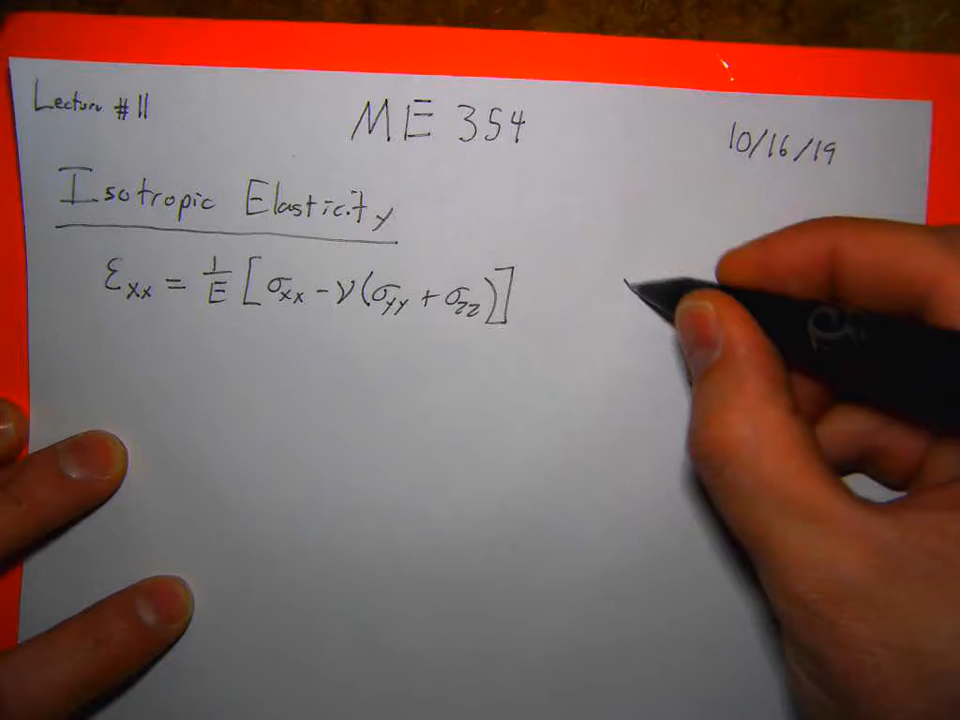 Lecture #11
ME 354
10/16/19
Isotropic Elasticity
εxx = 1/E [σxx - ν(σyy + σzz)]